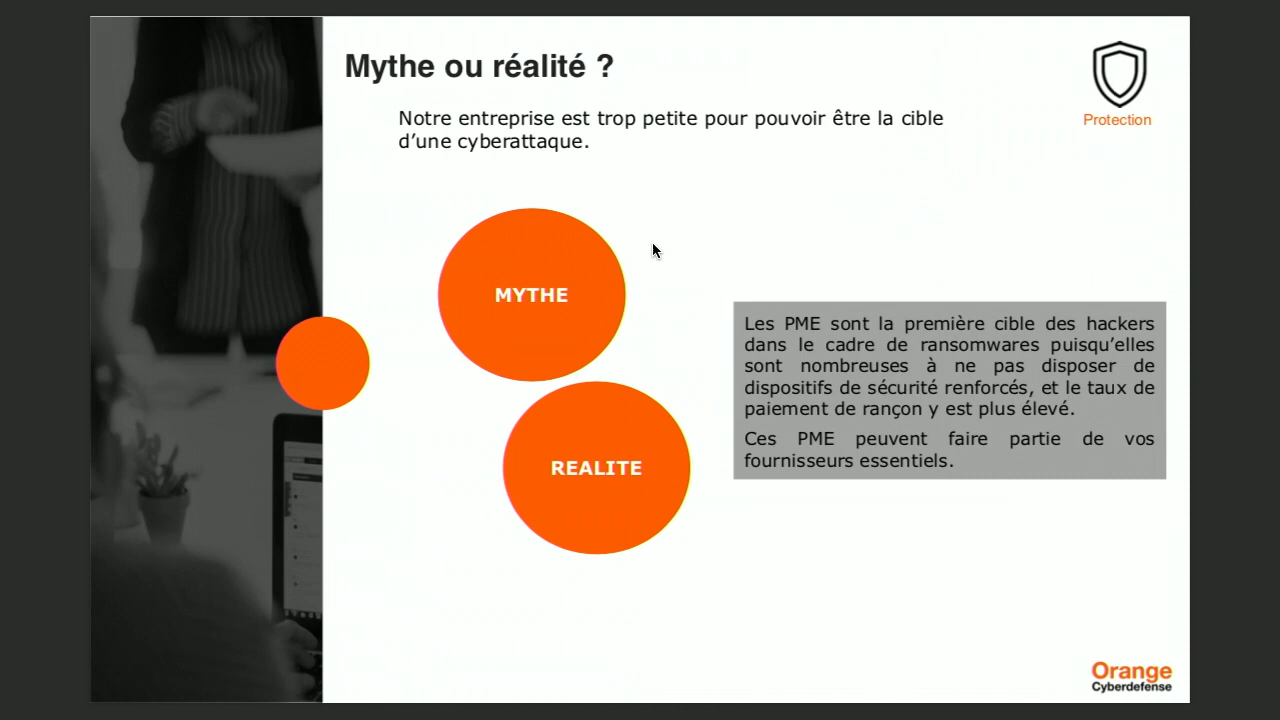 Mythe ou réalité ?
Protection
Notre entreprise est trop petite pour pouvoir être la cible
d’une cyberattaque.
MYTHE
REALITE
Les PME sont la première cible des hackers
dans le cadre de ransomwares puisqu’elles
sont nombreuses à ne pas disposer de
dispositifs de sécurité renforcés, et le taux de
paiement de rançon y est plus élevé.
Ces PME peuvent faire partie de vos
fournisseurs essentiels.
Orange
Cyberdefense